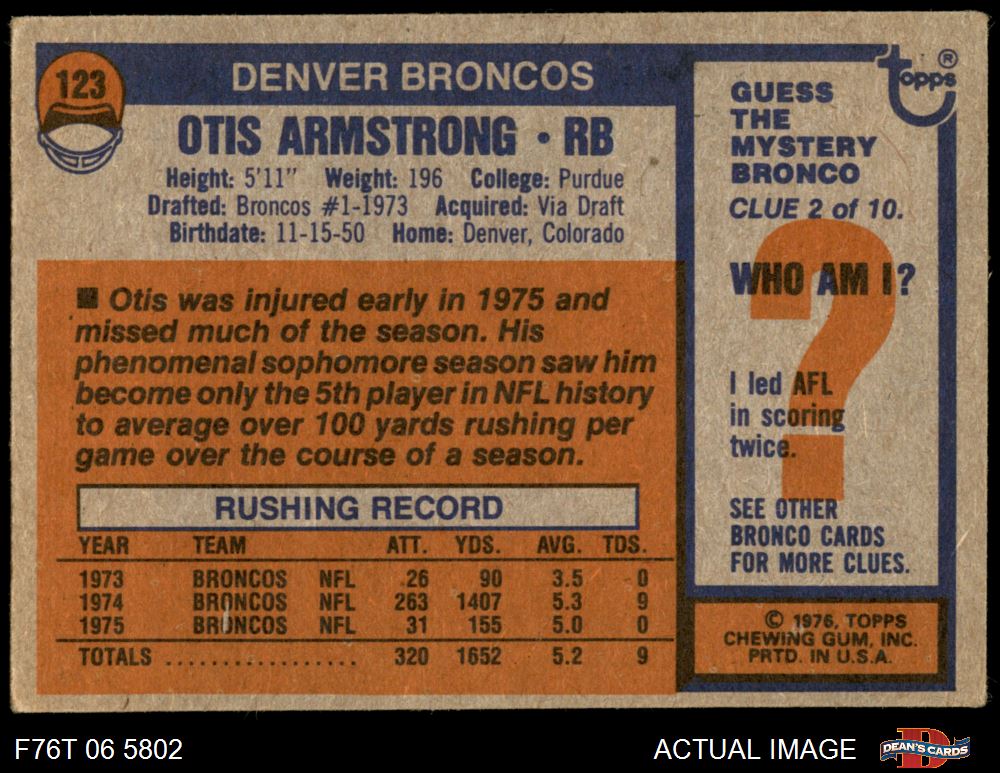 123
DENVER BRONCOS
OTIS ARMSTRONG • RB
Height: 5'11" Weight: 196 College: Purdue
Drafted: Broncos #1-1973 Acquired: Via Draft
Birthdate: 11-15-50 Home: Denver, Colorado
■ Otis was injured early in 1975 and
missed much of the season. His
phenomenal sophomore season saw him
become only the 5th player in NFL history
to average over 100 yards rushing per
game over the course of a season.
RUSHING RECORD
YEAR TEAM ATT. YDS. AVG. TDS.
1973 BRONCOS NFL 26 90 3.5 0
1974 BRONCOS NFL 263 1407 5.3 9
1975 BRONCOS NFL 31 155 5.0 0
TOTALS .................. 320 1652 5.2 9
topps ®
GUESS
THE
MYSTERY
BRONCO
CLUE 2 of 10.
WHO AM I?
?
I led AFL
in scoring
twice.
SEE OTHER
BRONCO CARDS
FOR MORE CLUES.
© 1976, TOPPS
CHEWING GUM, INC.
PRTD. IN U.S.A.
F76T 06 5802
ACTUAL IMAGE
DEAN'S CARDS